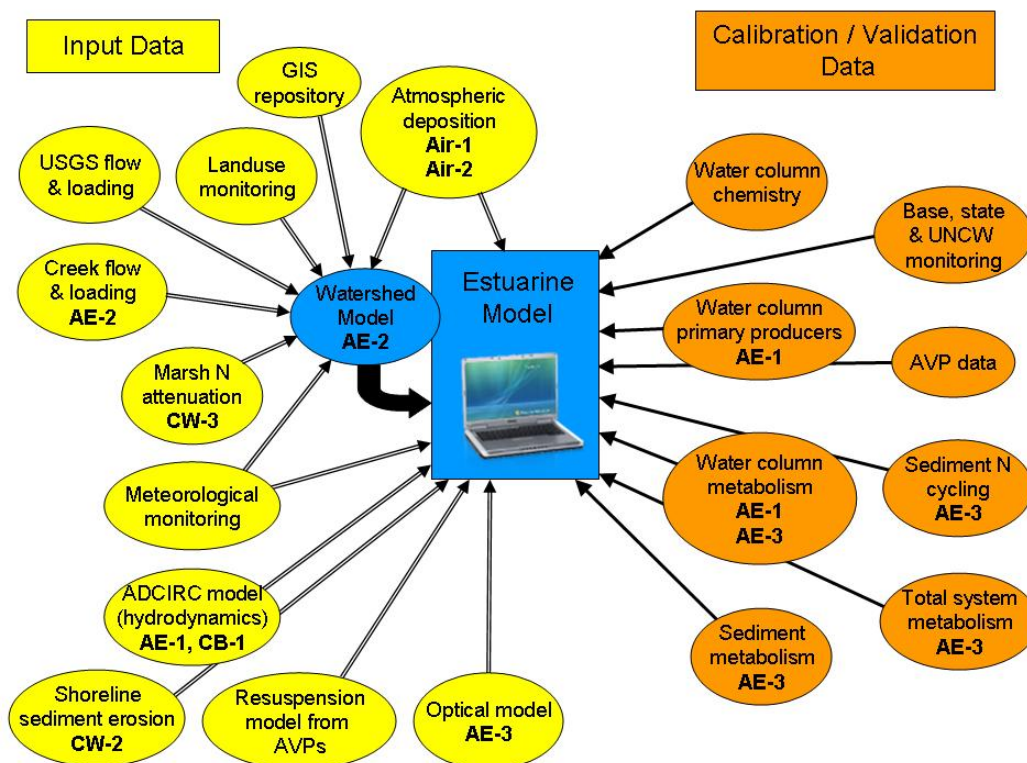 Input Data
Calibration / Validation
Data
GIS
repository
Atmospheric
deposition
Air-1
Air-2
USGS flow
& loading
Landuse
monitoring
Creek flow
& loading
AE-2
Watershed
Model
AE-2
Marsh N
attenuation
CW-3
Meteorological
monitoring
ADCIRC model
(hydrodynamics)
AE-1, CB-1
Shoreline
sediment erosion
CW-2
Resuspension
model from
AVPs
Optical model
AE-3
Estuarine
Model
Water column
chemistry
Base, state
& UNCW
monitoring
Water column
primary producers
AE-1
AVP data
Water column
metabolism
AE-1
AE-3
Sediment N
cycling
AE-3
Total system
metabolism
AE-3
Sediment
metabolism
AE-3